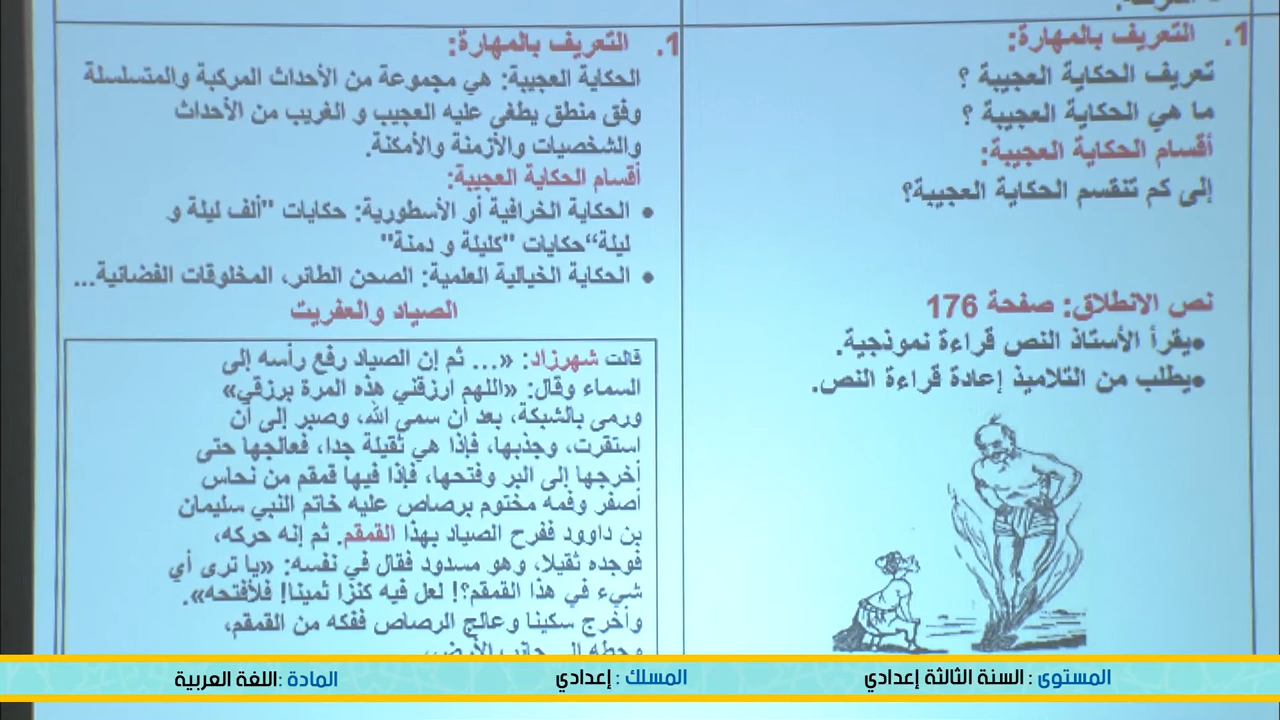 1. التعريف بالمهارة:
تعريف الحكاية العجيبة ؟
ما هي الحكاية العجيبة ؟
أقسام الحكاية العجيبة:
إلى كم تنقسم الحكاية العجيبة؟
نص الانطلاق: صفحة 176
•يقرأ الأستاذ النص قراءة نموذجية.
•يطلب من التلاميذ إعادة قراءة النص.
1. التعريف بالمهارة:
الحكاية العجيبة: هي مجموعة من الأحداث المركبة والمتسلسلة
وفق منطق يطغى عليه العجيب و الغريب من الأحداث
والشخصيات والأزمنة والأمكنة.
أقسام الحكاية العجيبة:
• الحكاية الخرافية أو الأسطورية: حكايات "ألف ليلة و
ليلة“حكايات "كليلة و دمنة"
• الحكاية الخيالية العلمية: الصحن الطائر، المخلوقات الفضائية...
الصياد والعفريت
قالت شهرزاد: «... ثم إن الصياد رفع رأسه إلى
السماء وقال: «اللهم ارزقني هذه المرة برزقي»
ورمى بالشبكة، بعد أن سمى الله، وصبر إلى أن
استقرت، وجذبها، فإذا هي ثقيلة جدا، فعالجها حتى
أخرجها إلى البر وفتحها، فإذا فيها قمقم من نحاس
أصفر وفمه مختوم برصاص عليه خاتم النبي سليمان
بن داوود ففرح الصياد بهذا القمقم. ثم إنه حركه،
فوجده ثقيلا، وهو مسدود فقال في نفسه: «يا ترى أي
شيء في هذا القمقم؟! لعل فيه كنزا ثمينا! فلأفتحه».
وأخرج سكينا وعالج الرصاص ففكه من القمقم،
وحطه إلى جانب الأرض،
المستوى : السنة الثالثة إعدادي
المسلك : إعدادي
المادة :اللغة العربية